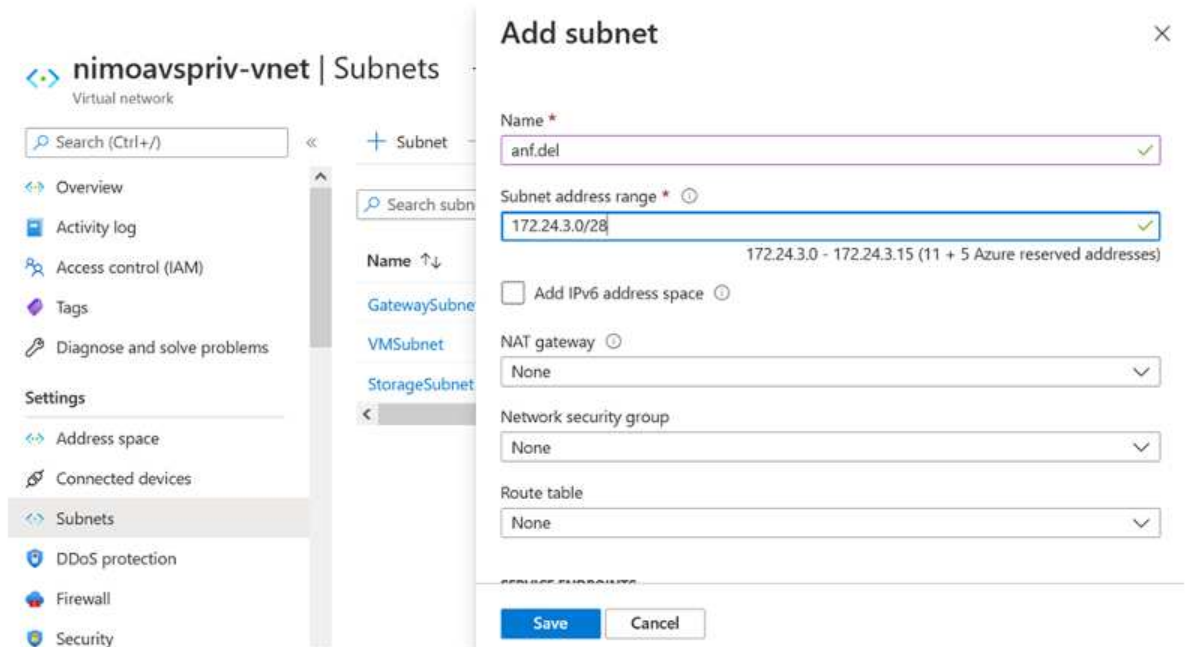 nimoavspriv-vnet | Subnets
Virtual network
Search (Ctrl+/)
«
Overview
Activity log
Access control (IAM)
Tags
Diagnose and solve problems
Settings
Address space
Connected devices
Subnets
DDoS protection
Firewall
Security
+ Subnet
Search subn
Name ↑↓
GatewaySubne
VMSubnet
StorageSubnet
Add subnet
Name *
anf.del
Subnet address range *
172.24.3.0/28
172.24.3.0 - 172.24.3.15 (11 + 5 Azure reserved addresses)
Add IPv6 address space
NAT gateway
None
Network security group
None
Route table
None
SERVICE ENDPOINTS
Save
Cancel